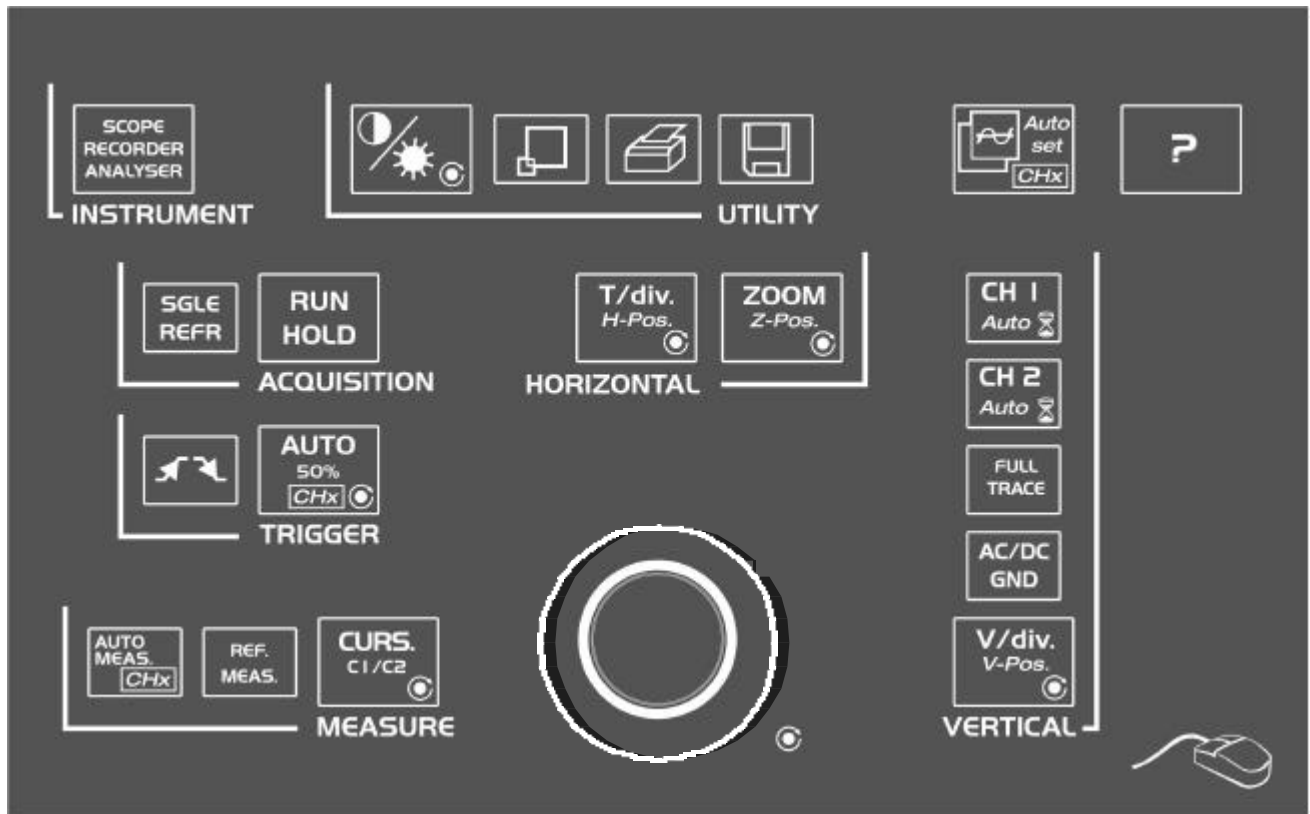 SCOPE
RECORDER
ANALYSER
INSTRUMENT
UTILITY
Auto
set
CHx
?
SGLE
REFR
RUN
HOLD
ACQUISITION
T/div.
H-Pos.
ZOOM
Z-Pos.
HORIZONTAL
AUTO
50%
CHx
TRIGGER
AUTO
MEAS.
CHx
REF.
MEAS.
CURS.
C1/C2
MEASURE
CH 1
Auto
CH 2
Auto
FULL
TRACE
AC/DC
GND
V/div.
V-Pos.
VERTICAL